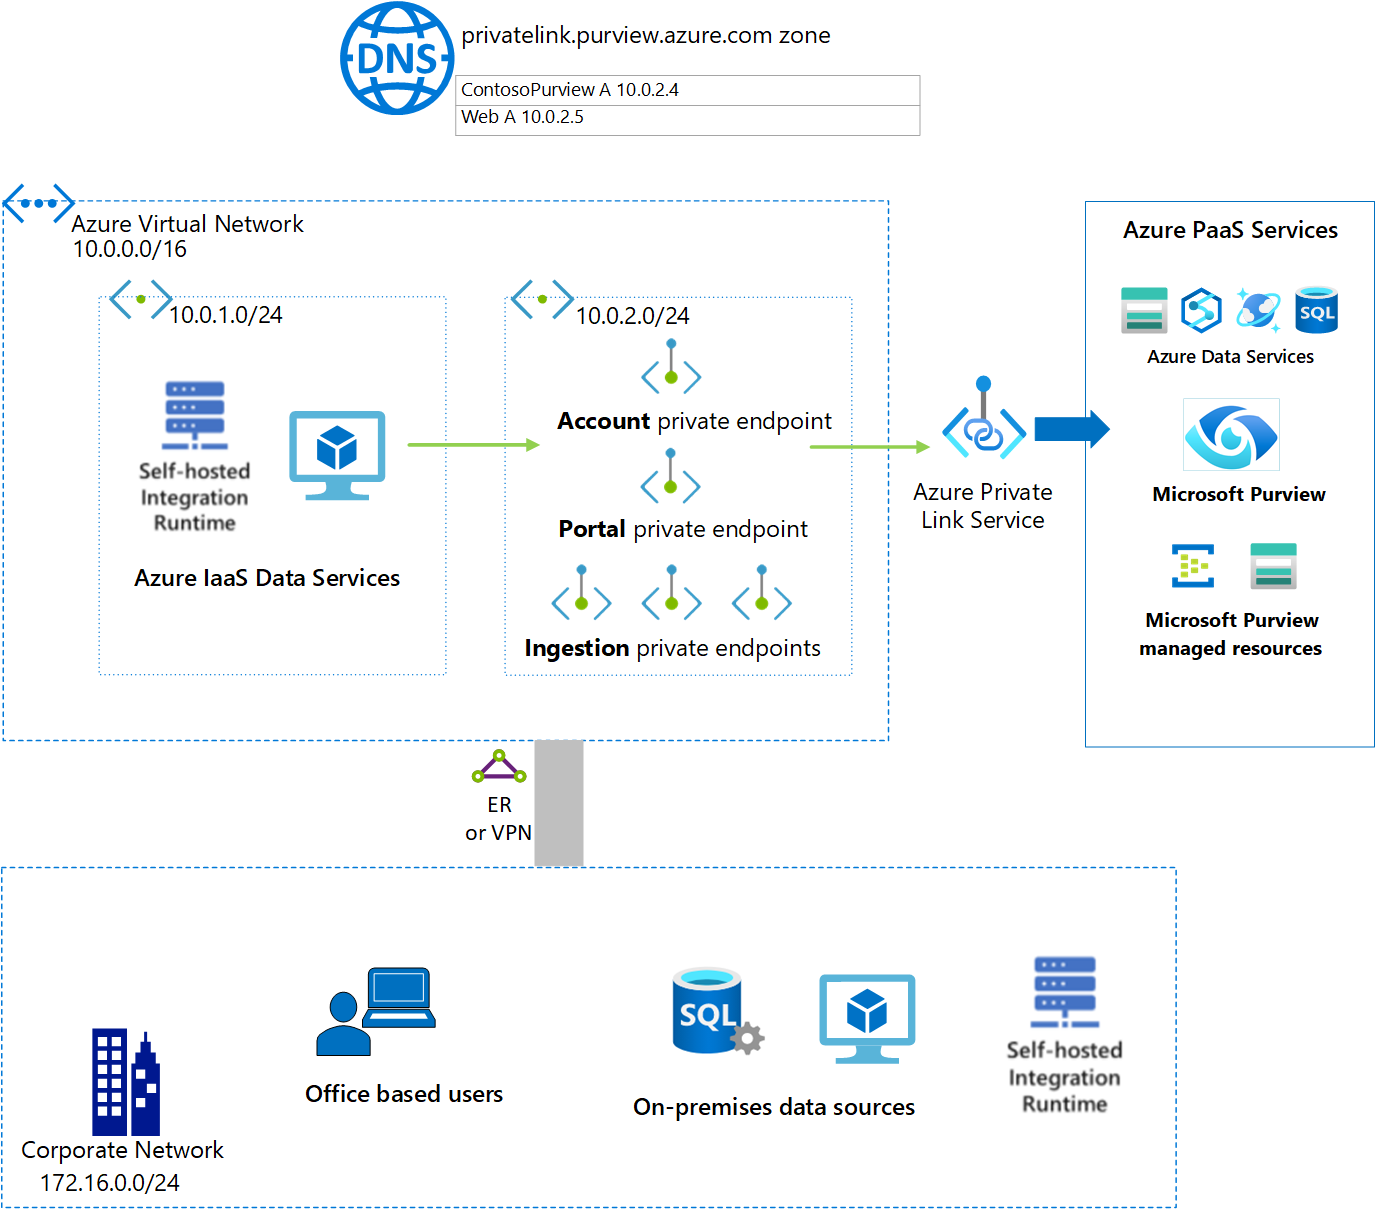 DNS
privatelink.purview.azure.com zone
ContosoPurview A 10.0.2.4
Web A 10.0.2.5
Azure Virtual Network
10.0.0.0/16
10.0.1.0/24
Self-hosted
Integration
Runtime
Azure IaaS Data Services
10.0.2.0/24
Account private endpoint
Portal private endpoint
Ingestion private endpoints
Azure Private
Link Service
Azure PaaS Services
SQL
Azure Data Services
Microsoft Purview
Microsoft Purview
managed resources
ER
or VPN
Corporate Network
172.16.0.0/24
Office based users
SQL
On-premises data sources
Self-hosted
Integration
Runtime